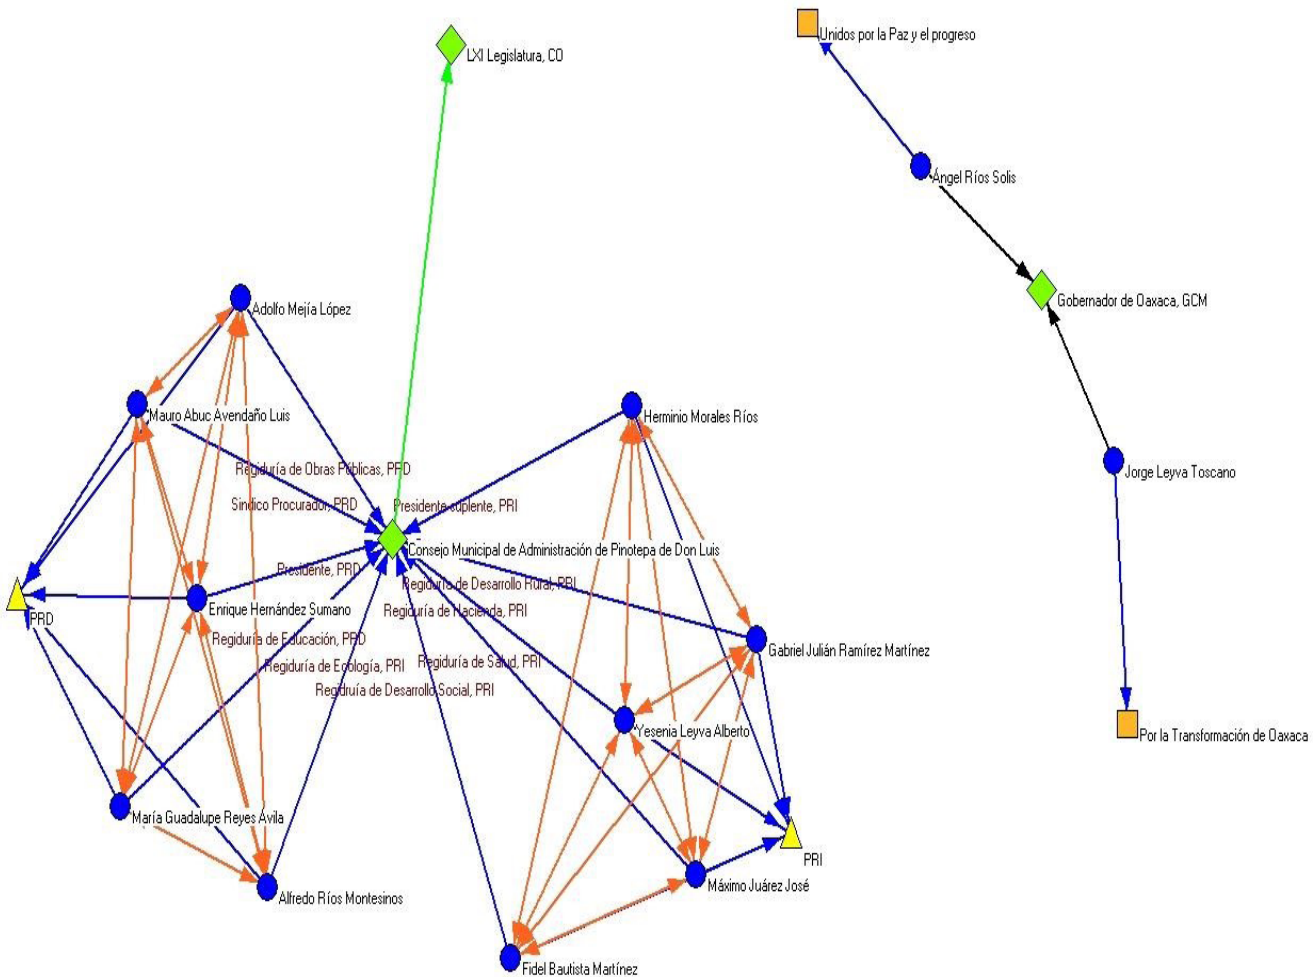 Unidos por la Paz y el progreso
LXI Legislatura, CO
Ángel Ríos Solis
Gobernador de Oaxaca, GCM
Adolfo Mejía López
Mauro Abuc Avendaño Luis
Herminio Morales Ríos
Regiduría de Obras Públicas, PRD
Jorge Leyva Toscano
Sindico Procurador, PRD
Presidente suplente, PRI
Consejo Municipal de Administración de Pinotepa de Don Luis
Presidente, PRD
Regiduría de Desarrollo Rural, PRI
Enrique Hernández Sumano
Regiduría de Hacienda, PRI
PRD
Regiduría de Educación, PRD
Gabriel Julián Ramírez Martínez
Regiduría de Ecología, PRI
Regiduría de Salud, PRI
Regidruía de Desarrollo Social, PRI
Yesenia Leyva Alberto
Por la Transformación de Oaxaca
María Guadalupe Reyes Avila
PRI
Máximo Juárez José
Alfredo Ríos Montesinos
Fidel Bautista Martínez